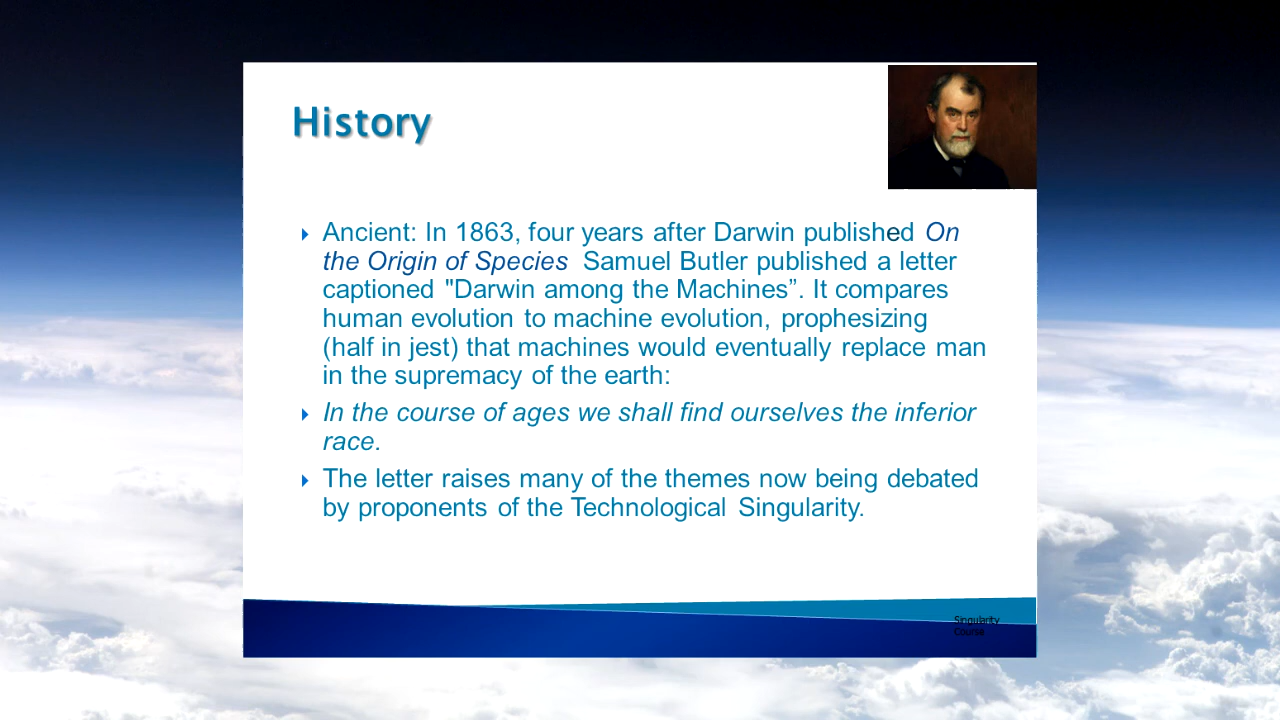 History
Ancient: In 1863, four years after Darwin published On
the Origin of Species Samuel Butler published a letter
captioned "Darwin among the Machines”. It compares
human evolution to machine evolution, prophesizing
(half in jest) that machines would eventually replace man
in the supremacy of the earth:
In the course of ages we shall find ourselves the inferior
race.
The letter raises many of the themes now being debated
by proponents of the Technological Singularity.
Singularity
Course